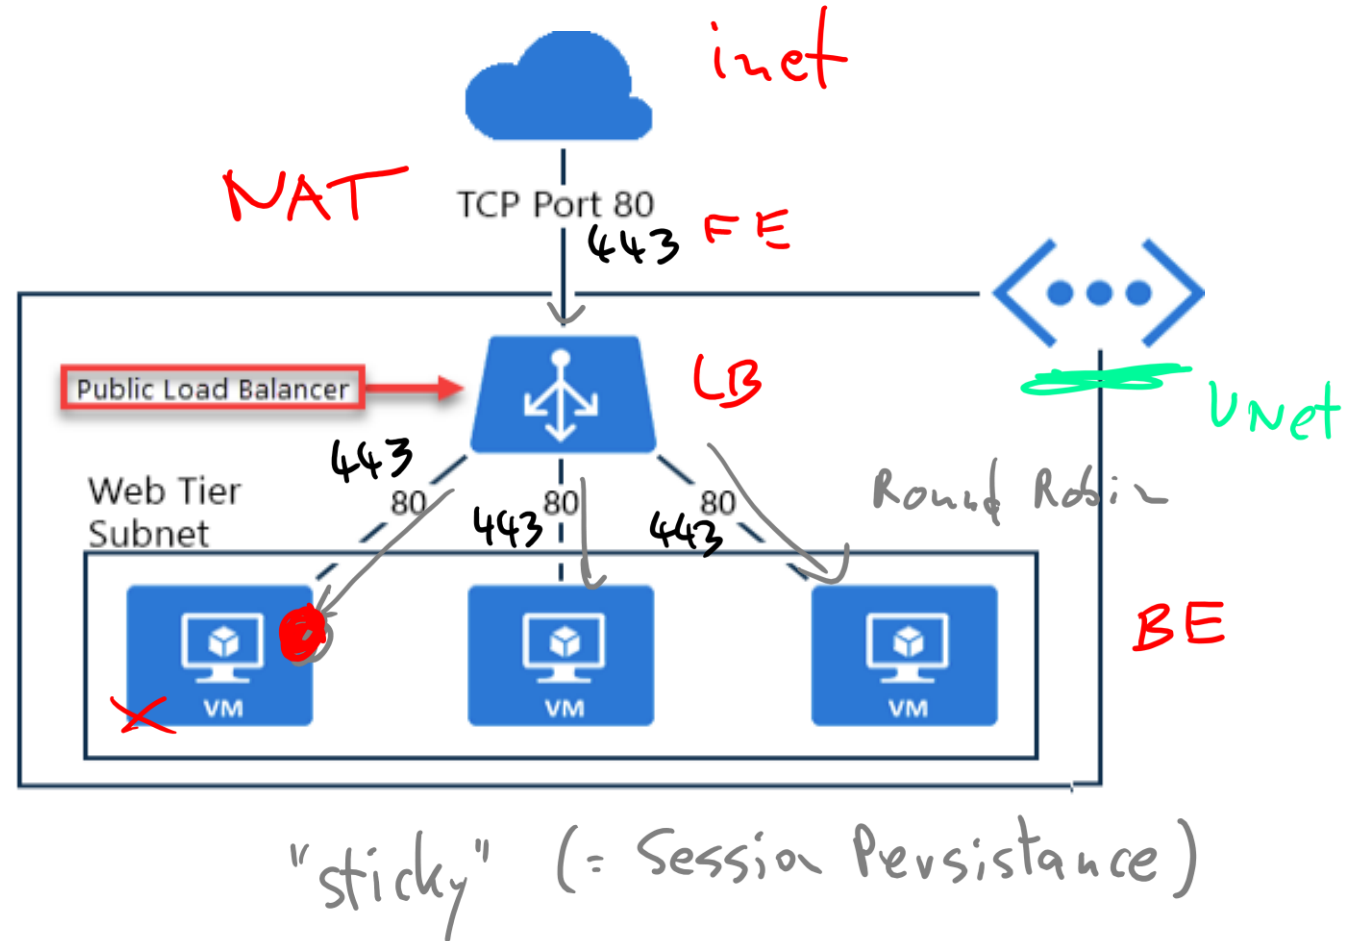 inet
NAT
TCP Port 80
443 FE
Public Load Balancer
LB
VNet
443
Web Tier
Subnet
80
80
80
Round Robin
443
443
BE
VM
VM
VM
"sticky" (= Session Persistance)